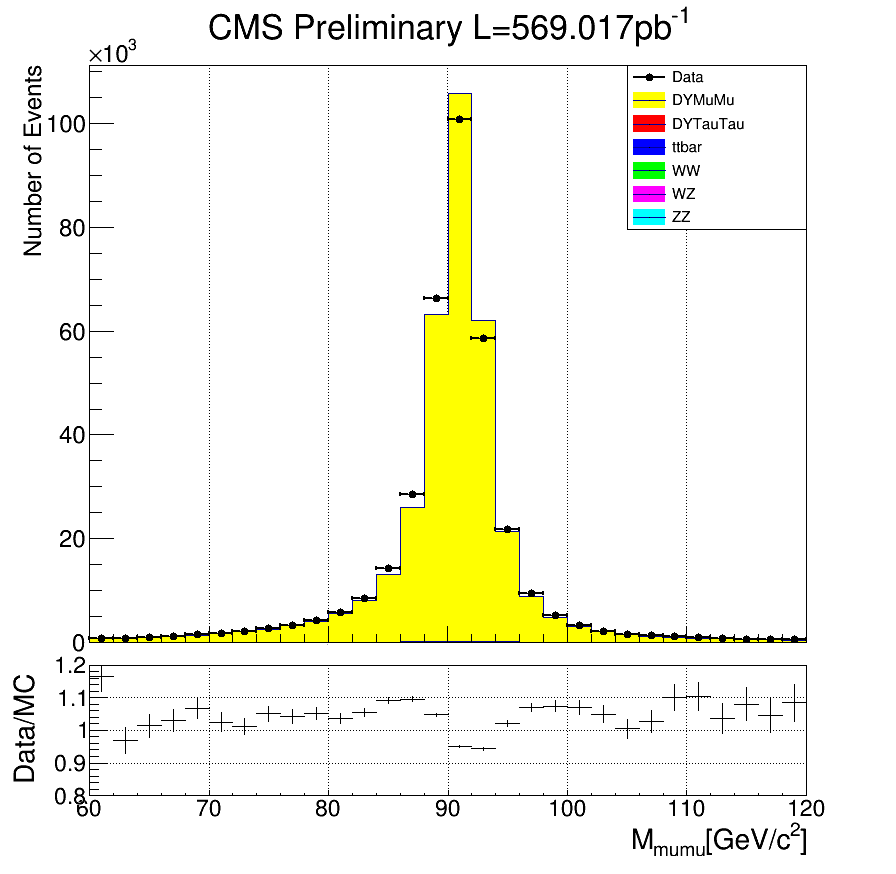 CMS Preliminary L=569.017pb-1
×10³
Number of Events
100
80
60
40
20
0
Data
DYMuMu
DYTauTau
ttbar
WW
WZ
ZZ
Data/MC
1.2
1.1
1
0.9
0.8
60 70 80 90 100 110 120
Mmumu[GeV/c²]